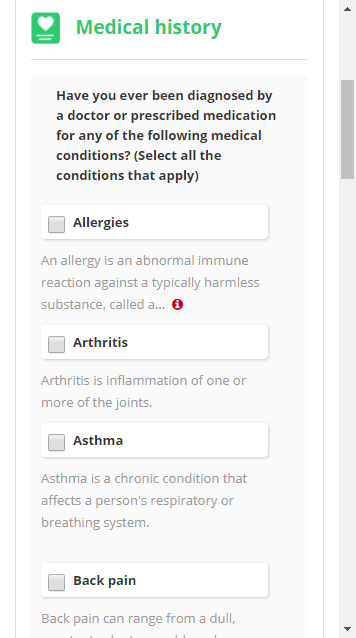 Medical history
Have you ever been diagnosed by
a doctor or prescribed medication
for any of the following medical
conditions? (Select all the
conditions that apply)
Allergies
An allergy is an abnormal immune
reaction against a typically harmless
substance, called a...
Arthritis
Arthritis is inflammation of one or
more of the joints.
Asthma
Asthma is a chronic condition that
affects a person's respiratory or
breathing system.
Back pain
Back pain can range from a dull,